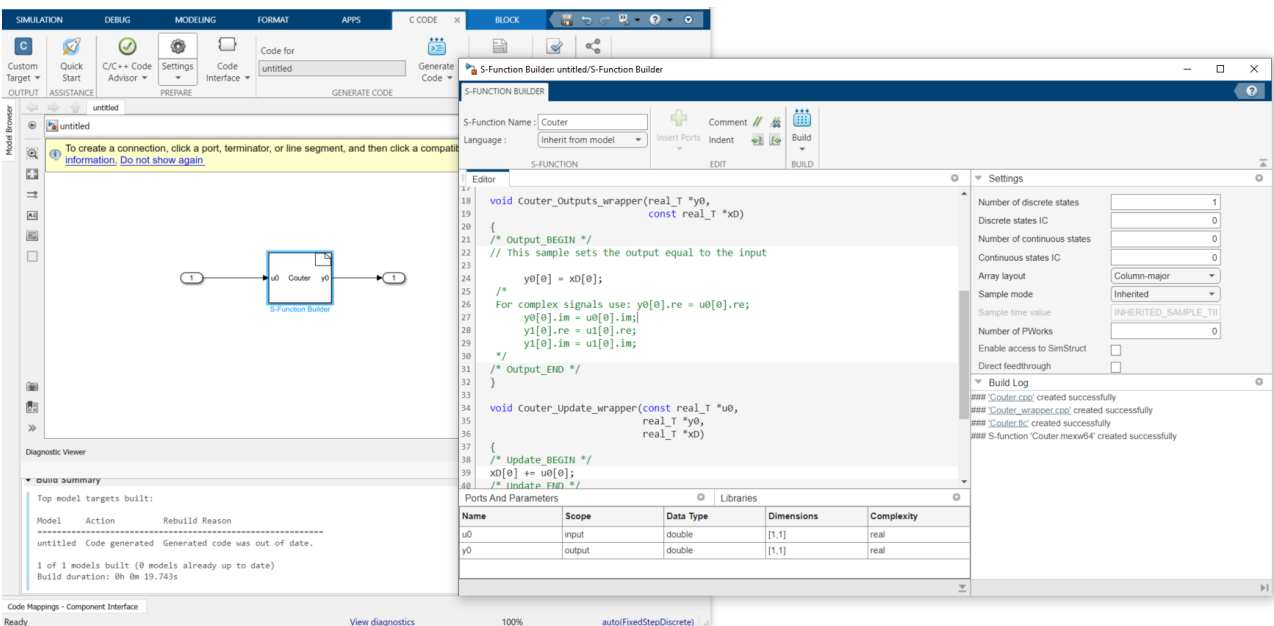 SIMULATION DEBUG MODELING FORMAT APPS C CODE × BLOCK ?
C
Custom Target Quick Start C/C++ Code Advisor Settings Code Interface Code for Generate Code
untitled
OUTPUT ASSISTANCE PREPARE GENERATE CODE
Model Browser
untitled
untitled
To create a connection, click a port, terminator, or line segment, and then click a compatib
information. Do not show again
1 u0 Couter y0 1
S-Function Builder
Diagnostic Viewer
Build Summary
Top model targets built:
Model Action Rebuild Reason
untitled Code generated Generated code was out of date.
1 of 1 models built (0 models already up to date)
Build duration: 0h 0m 19.743s
Code Mappings - Component Interface
Ready View diagnostics 100% auto(FixedStepDiscrete)
S-Function Builder: untitled/S-Function Builder
S-FUNCTION BUILDER ?
S-Function Name : Couter
Language : Inherit from model
Insert Ports
Comment
Indent
Build
S-FUNCTION EDIT BUILD
Editor
17
18 void Couter_Outputs_wrapper(real_T *y0,
19 const real_T *xD)
20 {
21 /* Output_BEGIN */
22 // This sample sets the output equal to the input
23
24 y0[0] = xD[0];
25 /*
26 For complex signals use: y0[0].re = u0[0].re;
27 y0[0].im = u0[0].im;
28 y1[0].re = u1[0].re;
29 y1[0].im = u1[0].im;
30 */
31 /* Output_END */
32 }
33
34 void Couter_Update_wrapper(const real_T *u0,
35 real_T *y0,
36 real_T *xD)
37 {
38 /* Update_BEGIN */
39 xD[0] += u0[0];
40 /* Update_END */
Ports And Parameters Libraries
Name Scope Data Type Dimensions Complexity
u0 input double [1,1] real
y0 output double [1,1] real
Settings
Number of discrete states 1
Discrete states IC 0
Number of continuous states 0
Continuous states IC 0
Array layout Column-major
Sample mode Inherited
Sample time value INHERITED_SAMPLE_TII
Number of PWorks 0
Enable access to SimStruct
Direct feedthrough
Build Log
### 'Couter.cpp' created successfully
### 'Couter_wrapper.cpp' created successfully
### 'Couter.tlc' created successfully
### S-function 'Couter.mexw64' created successfully